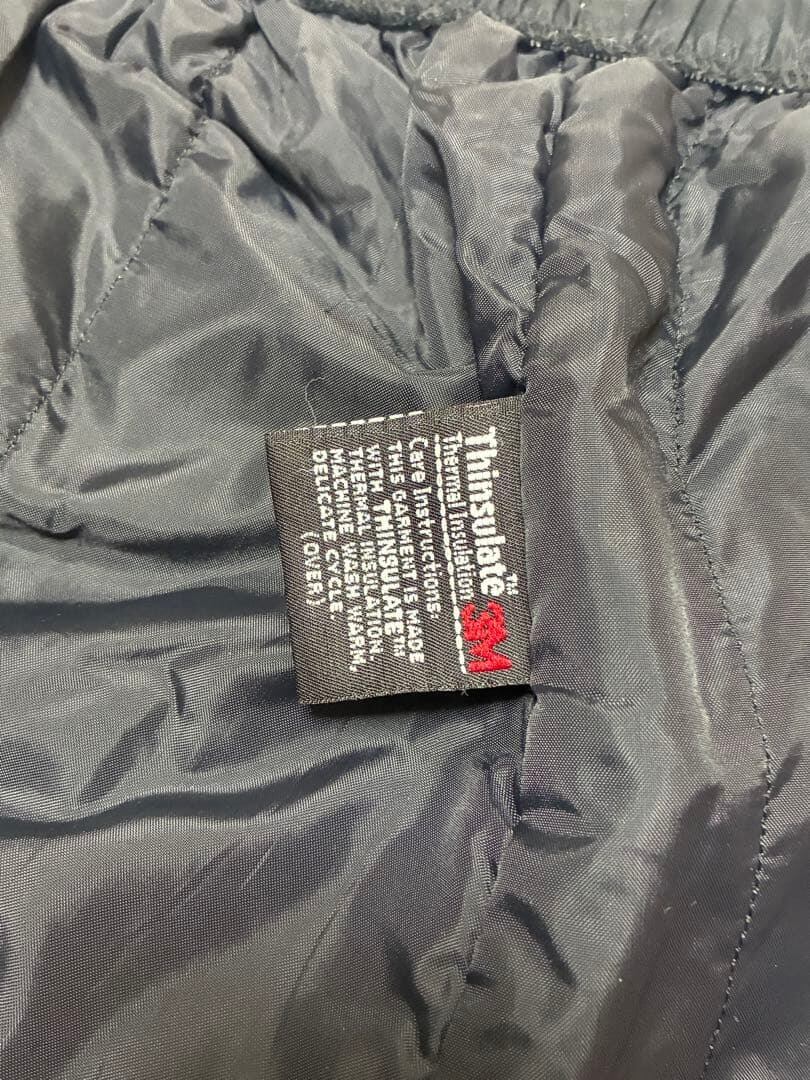 Thinsulate™ 3M
Thermal Insulation
Care Instructions:
THIS GARMENT IS MADE
WITH THINSULATE™
THERMAL INSULATION.
MACHINE WASH WARM,
DELICATE CYCLE.
(OVER)